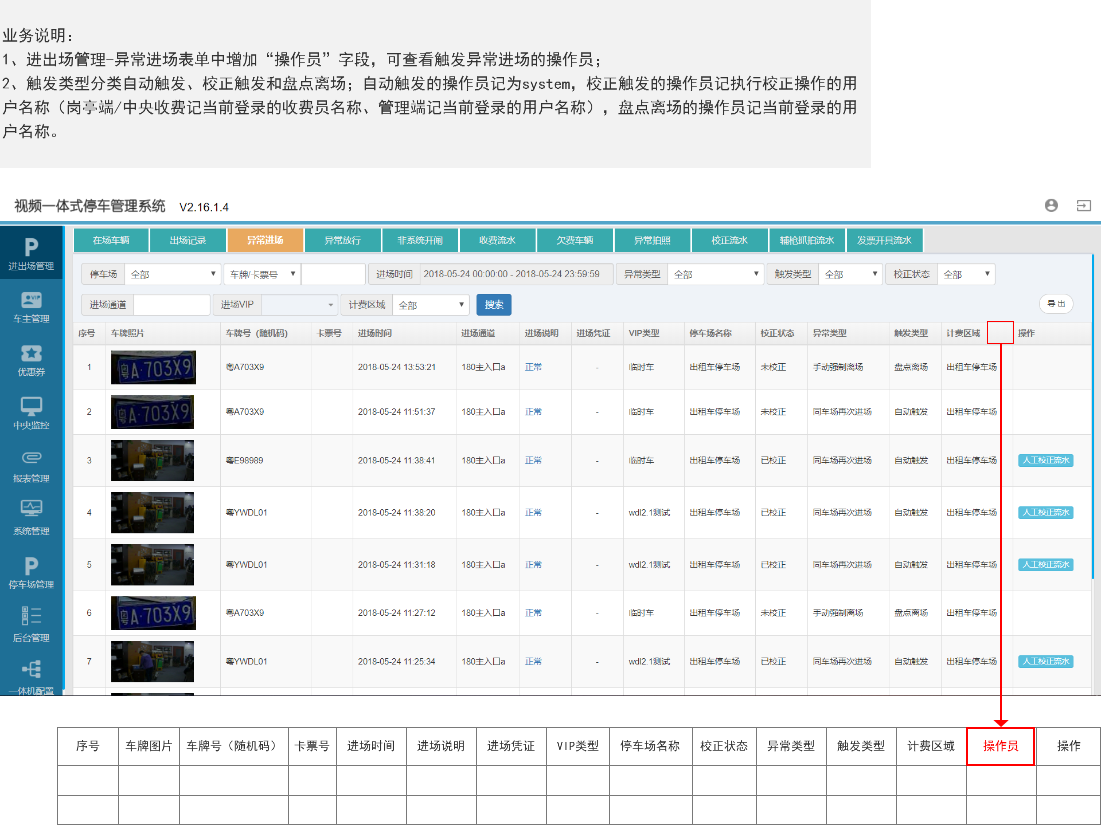 业务说明：
1、进出场管理-异常进场表单中增加“操作员”字段，可查看触发异常进场的操作员；
2、触发类型分类自动触发、校正触发和盘点离场；自动触发的操作员记为system，校正触发的操作员记执行校正操作的用
户名称（岗亭端/中央收费记当前登录的收费员名称、管理端记当前登录的用户名称），盘点离场的操作员记当前登录的用
户名称。
视频一体式停车管理系统 V2.16.1.4
P
进出场管理
车主管理
优惠券
中央监控
报表管理
系统管理
P
停车场管理
后台管理
一体机配置
在场车辆 出场记录 异常进场 异常放行 非系统开闸 收费流水 欠费车辆 异常拍照 校正流水 辅枪抓拍流水 发票开具流水
停车场 全部 车牌/卡票号 进场时间 2018-05-24 00:00:00 - 2018-05-24 23:59:59 异常类型 全部 触发类型 全部 校正状态 全部
进场通道 进场VIP 计费区域 全部 搜索 导出
序号 车牌照片 车牌号（随机码） 卡票号 进场时间 进场通道 进场说明 进场凭证 VIP类型 停车场名称 校正状态 异常类型 触发类型 计费区域 操作
1 粤A·703X9 粤A703X9 2018-05-24 13:53:21 180主入口a 正常 - 临时车 出租车停车场 未校正 手动强制离场 盘点离场 出租车停车场
2 粤A·703X9 粤A703X9 2018-05-24 11:51:37 180主入口a 正常 - 临时车 出租车停车场 未校正 同车场再次进场 自动触发 出租车停车场
3 粤E98989 2018-05-24 11:38:41 180主入口a 正常 - 临时车 出租车停车场 已校正 同车场再次进场 自动触发 出租车停车场 人工校正流水
4 粤YWDL01 2018-05-24 11:38:20 180主入口a 正常 - wdl2.1测试 出租车停车场 已校正 同车场再次进场 自动触发 出租车停车场 人工校正流水
5 粤YWDL01 2018-05-24 11:31:18 180主入口a 正常 - wdl2.1测试 出租车停车场 已校正 同车场再次进场 自动触发 出租车停车场 人工校正流水
6 粤A·703X9 粤A703X9 2018-05-24 11:27:12 180主入口a 正常 - 临时车 出租车停车场 未校正 手动强制离场 盘点离场 出租车停车场
7 粤YWDL01 2018-05-24 11:25:34 180主入口a 正常 - wdl2.1测试 出租车停车场 已校正 同车场再次进场 自动触发 出租车停车场 人工校正流水
序号 车牌图片 车牌号（随机码） 卡票号 进场时间 进场说明 进场凭证 VIP类型 停车场名称 校正状态 异常类型 触发类型 计费区域 操作员 操作